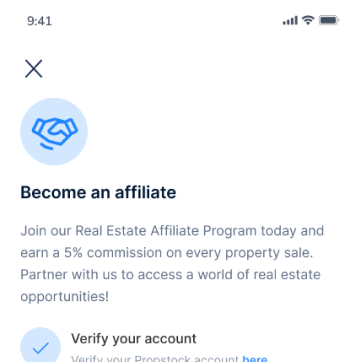 9:41
Become an affiliate
Join our Real Estate Affiliate Program today and
earn a 5% commission on every property sale.
Partner with us to access a world of real estate
opportunities!
Verify your account
Verify your Propstock account here